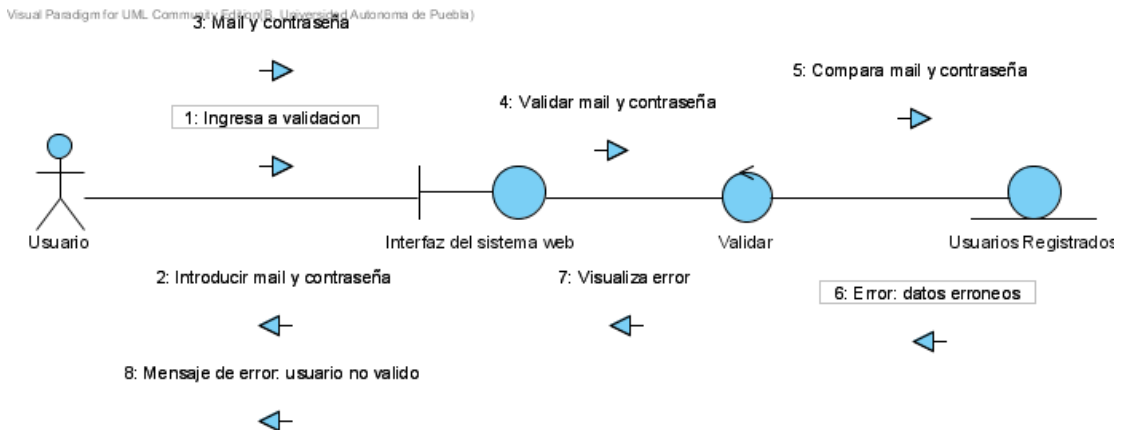 Visual Paradigm for UML Community Edition(B. Universidad Autonoma de Puebla)
3: Mail y contraseña
5: Compara mail y contraseña
4: Validar mail y contraseña
1: Ingresa a validacion
Usuario
Interfaz del sistema web
Validar
Usuarios Registrados
2: Introducir mail y contraseña
7: Visualiza error
6: Error: datos erroneos
8: Mensaje de error: usuario no valido